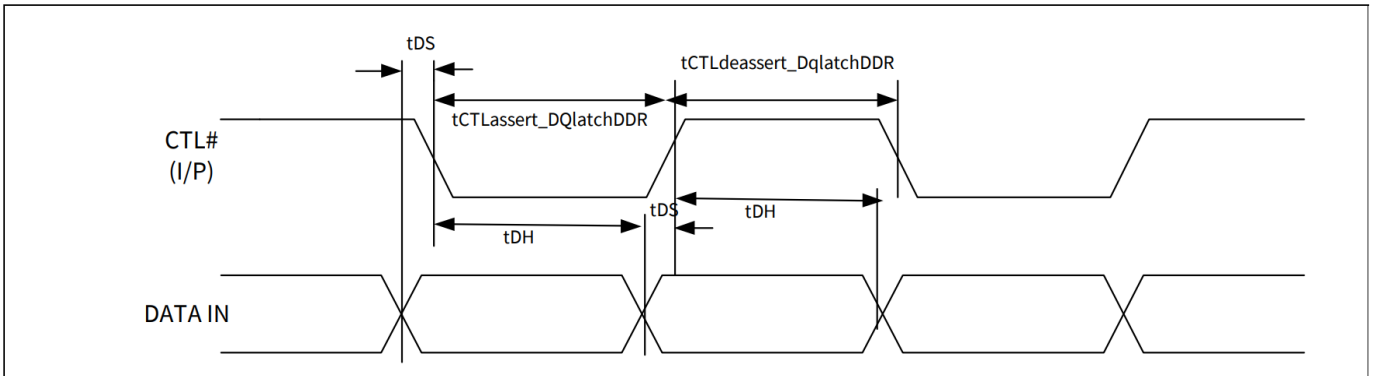 tDS
tCTLdeassert_DqlatchDDR
tCTLassert_DQlatchDDR
CTL#
(I/P)
tDS
tDH
tDH
DATA IN